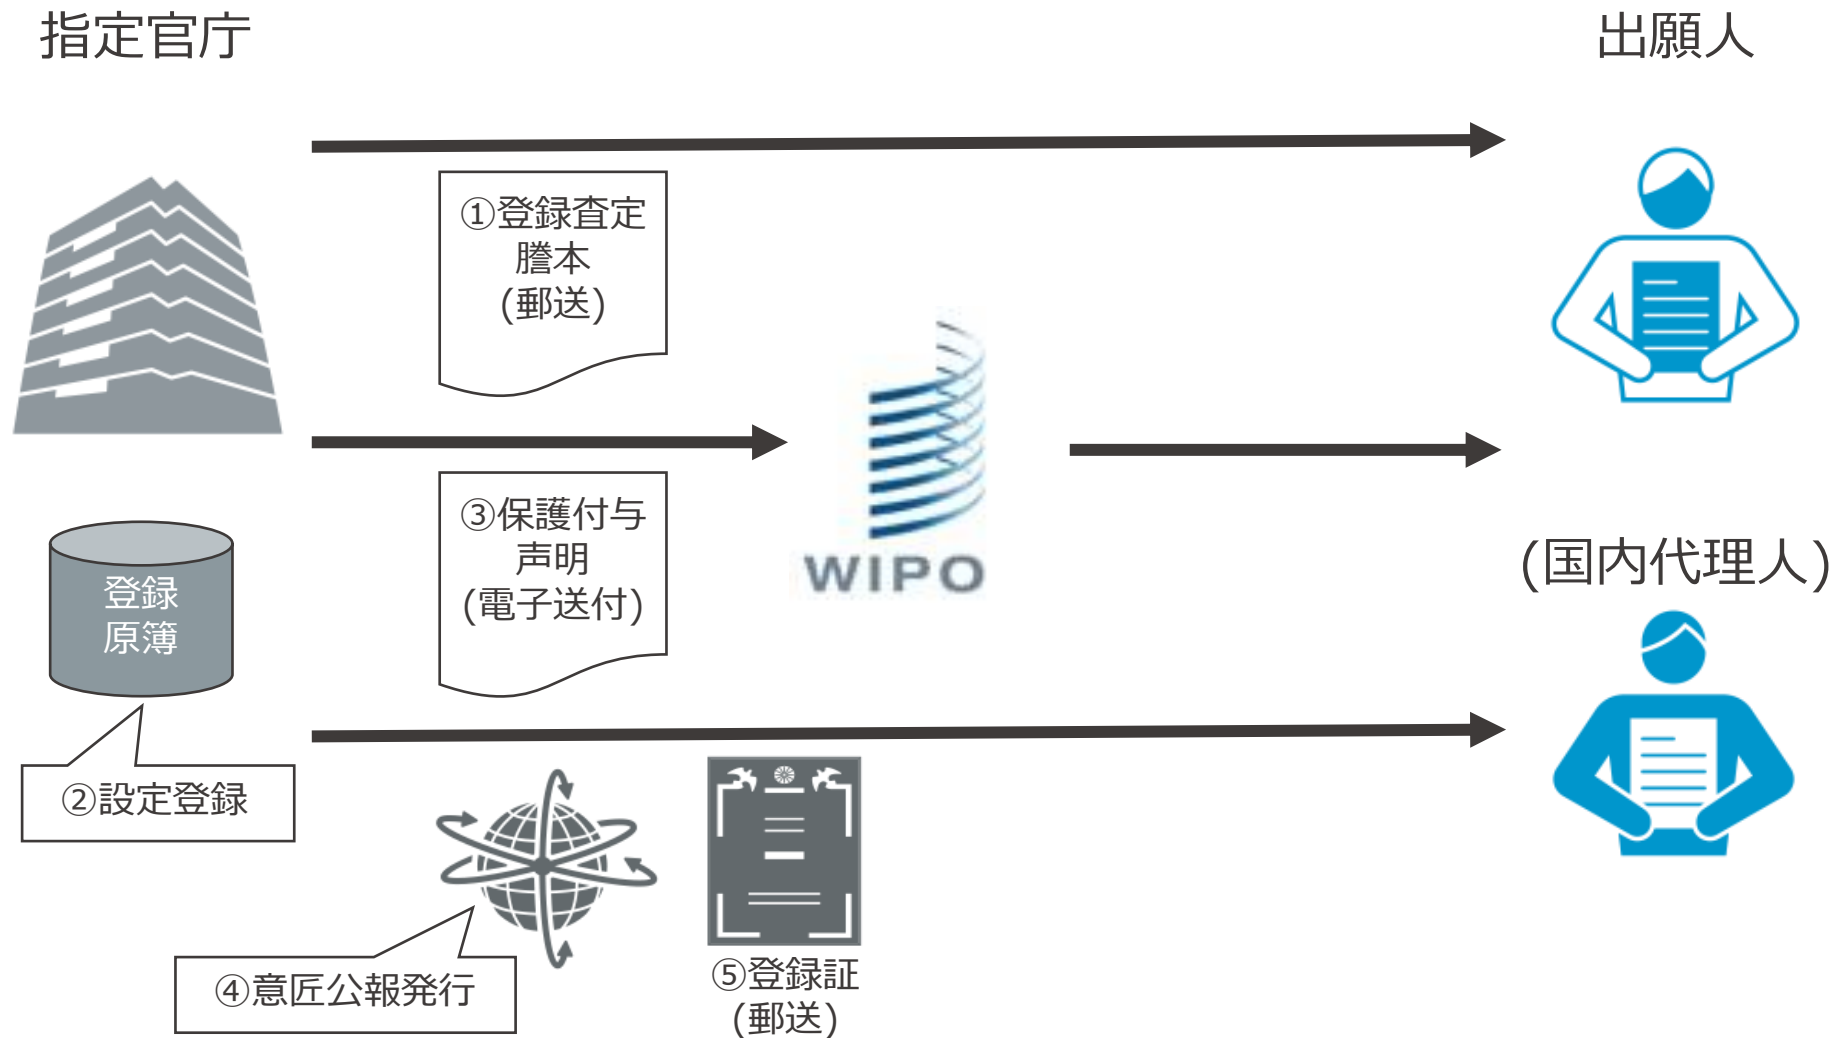 指定官庁
出願人
①登録査定
謄本
(郵送)
③保護付与
声明
(電子送付)
WIPO
(国内代理人)
登録
原簿
②設定登録
④意匠公報発行
⑤登録証
(郵送)